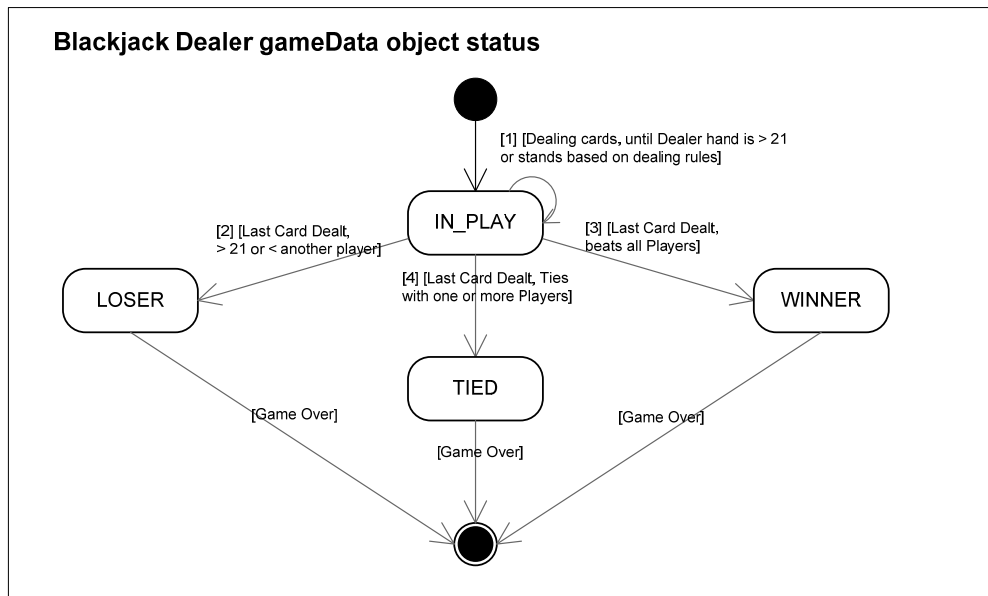 Blackjack Dealer gameData object status
[1] [Dealing cards, until Dealer hand is > 21
or stands based on dealing rules]
IN_PLAY
[2] [Last Card Dealt,
> 21 or < another player]
[3] [Last Card Dealt,
beats all Players]
[4] [Last Card Dealt, Ties
with one or more Players]
LOSER
WINNER
TIED
[Game Over]
[Game Over]
[Game Over]